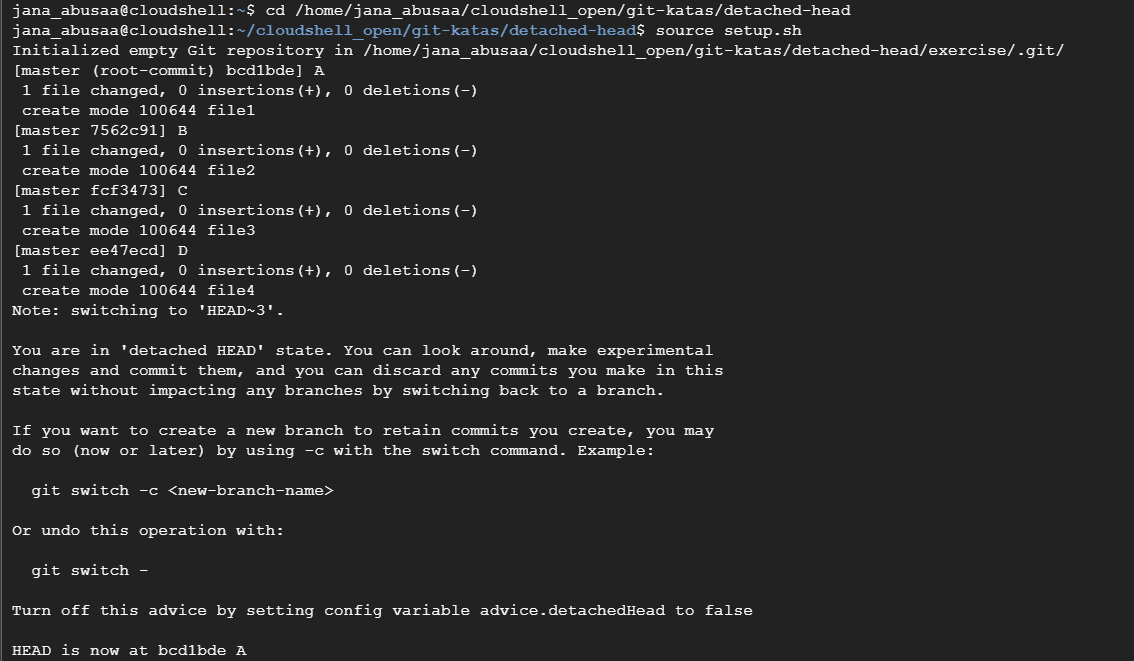 jana_abusaa@cloudshell:~$ cd /home/jana_abusaa/cloudshell_open/git-katas/detached-head
jana_abusaa@cloudshell:~/cloudshell_open/git-katas/detached-head$ source setup.sh
Initialized empty Git repository in /home/jana_abusaa/cloudshell_open/git-katas/detached-head/exercise/.git/
[master (root-commit) bcd1bde] A
 1 file changed, 0 insertions(+), 0 deletions(-)
 create mode 100644 file1
[master 7562c91] B
 1 file changed, 0 insertions(+), 0 deletions(-)
 create mode 100644 file2
[master fcf3473] C
 1 file changed, 0 insertions(+), 0 deletions(-)
 create mode 100644 file3
[master ee47ecd] D
 1 file changed, 0 insertions(+), 0 deletions(-)
 create mode 100644 file4
Note: switching to 'HEAD~3'.

You are in 'detached HEAD' state. You can look around, make experimental
changes and commit them, and you can discard any commits you make in this
state without impacting any branches by switching back to a branch.

If you want to create a new branch to retain commits you create, you may
do so (now or later) by using -c with the switch command. Example:

  git switch -c <new-branch-name>

Or undo this operation with:

  git switch -

Turn off this advice by setting config variable advice.detachedHead to false

HEAD is now at bcd1bde A